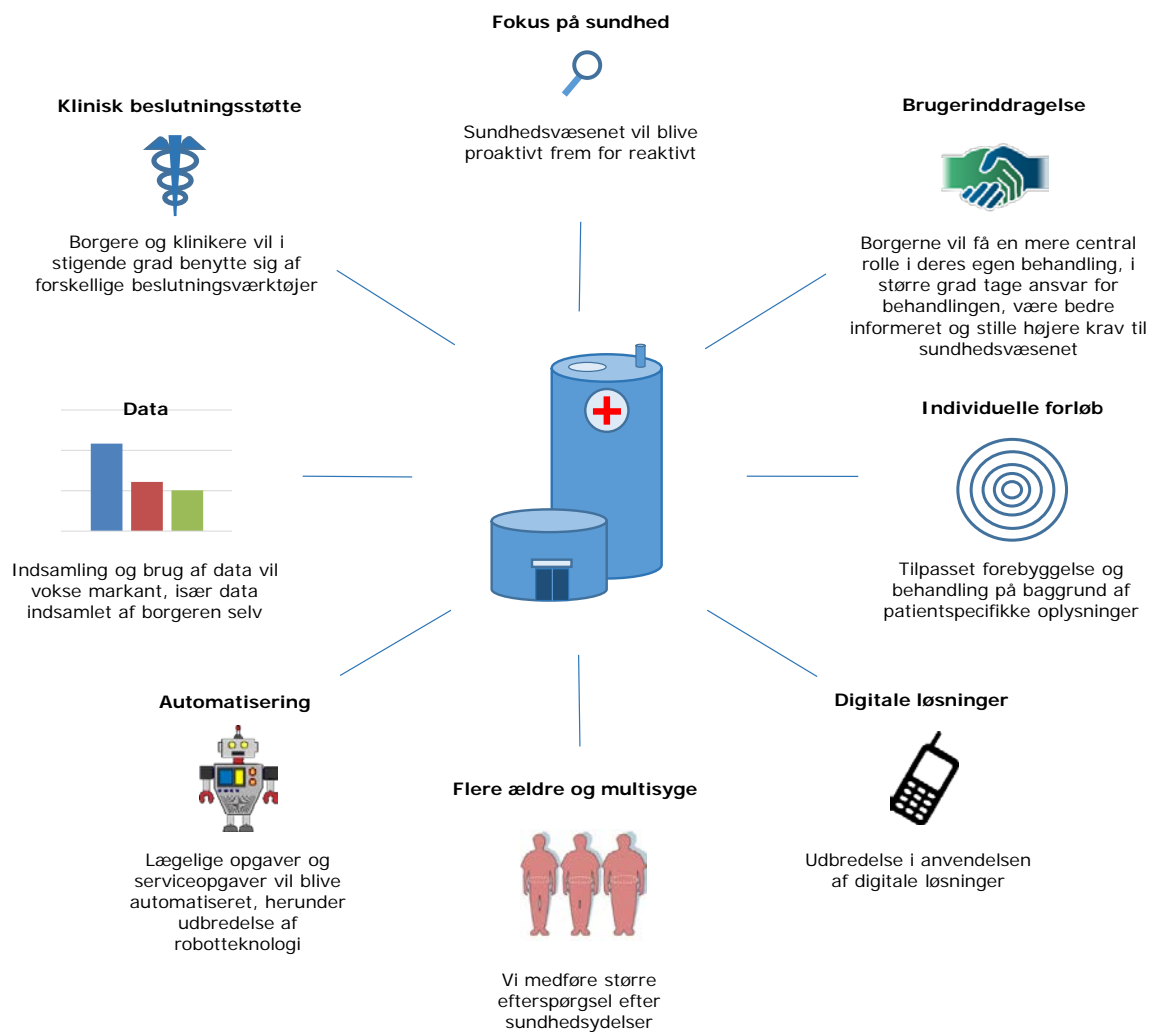 Fokus på sundhed
Sundhedsvæsenet vil blive
proaktivt frem for reaktivt
Klinisk beslutningsstøtte
Borgere og klinikere vil i
stigende grad benytte sig af
forskellige beslutningsværktøjer
Brugerinddragelse
Borgerne vil få en mere central
rolle i deres egen behandling, i
større grad tage ansvar for
behandlingen, være bedre
informeret og stille højere krav til
sundhedsvæsenet
Data
Indsamling og brug af data vil
vokse markant, især data
indsamlet af borgeren selv
Individuelle forløb
Tilpasset forebyggelse og
behandling på baggrund af
patientspecifikke oplysninger
Automatisering
Lægelige opgaver og
serviceopgaver vil blive
automatiseret, herunder
udbredelse af
robotteknologi
Flere ældre og multisyge
Vi medføre større
efterspørgsel efter
sundhedsydelser
Digitale løsninger
Udbredelse i anvendelsen
af digitale løsninger